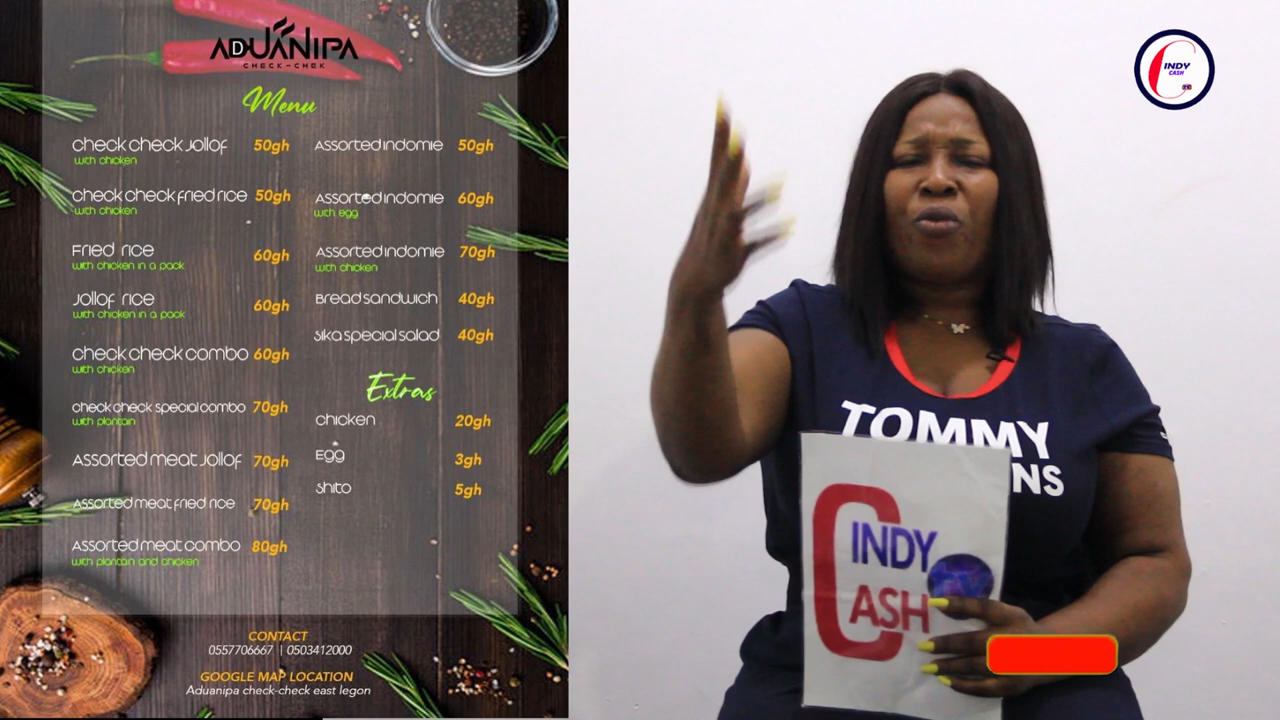 ADUANIPA
CHECK-CHEK
Menu
check check Jollof 50gh
with chicken
check check fried rice 50gh
with chicken
Fried rice 60gh
with chicken in a pack
Jollof rice 60gh
with chicken in a pack
check check combo 60gh
with chicken
check check special combo 70gh
with plantain
Assorted meat Jollof 70gh
Assorted meat fried rice 70gh
Assorted meat combo 80gh
with plantain and chicken
Assorted indomie 50gh
Assorted indomie 60gh
with egg
Assorted indomie 70gh
with chicken
Bread sandwich 40gh
Sika special salad 40gh
Extras
chicken 20gh
Egg 3gh
Shito 5gh
CONTACT
0557706667 | 0503412000
GOOGLE MAP LOCATION
Aduanipa check-check east legon
CINDY
CASH
TOMMY
NS
CINDY
CASH